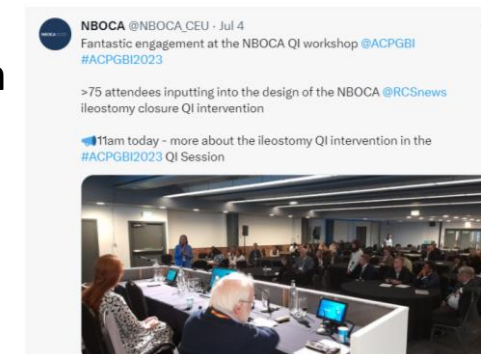 n
NBOCA @NBOCA_CEU · Jul 4
Fantastic engagement at the NBOCA QI workshop @ACPGBI
#ACPGBI2023
>75 attendees inputting into the design of the NBOCA @RCSnews
ileostomy closure QI intervention
📣11am today - more about the ileostomy QI intervention in the
#ACPGBI2023 QI Session